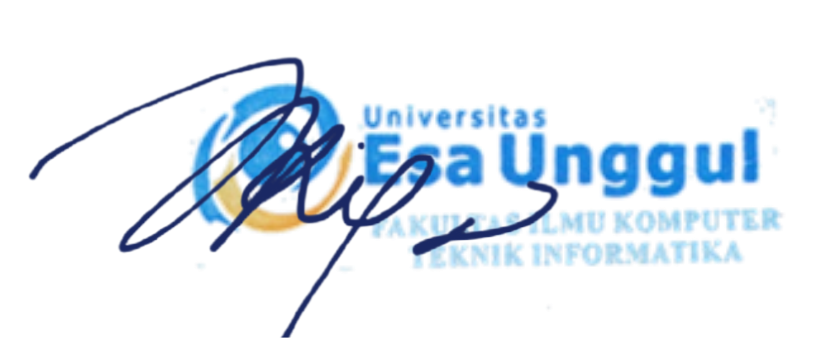 Universitas
Esa Unggul
FAKULTAS ILMU KOMPUTER
TEKNIK INFORMATIKA